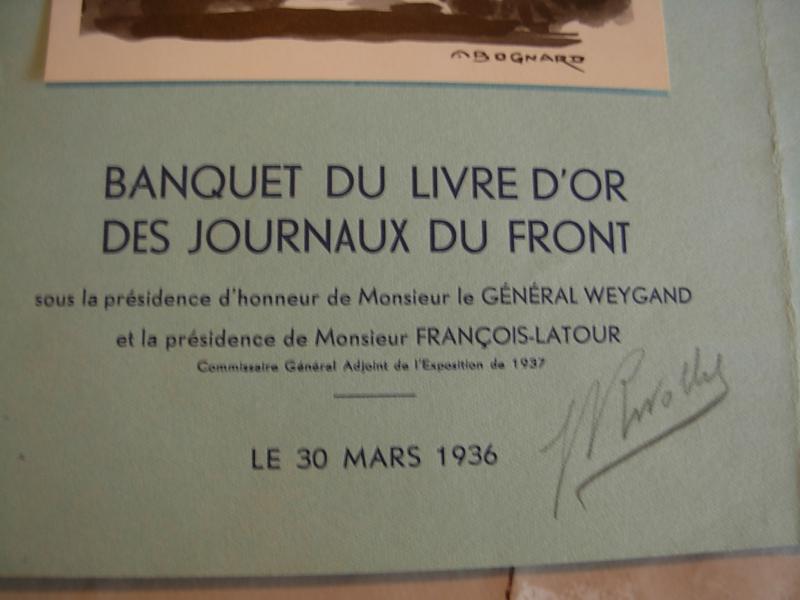 BOGNARD
BANQUET DU LIVRE D'OR
DES JOURNAUX DU FRONT
sous la présidence d'honneur de Monsieur le GÉNÉRAL WEYGAND
et la présidence de Monsieur FRANÇOIS-LATOUR
Commissaire Général Adjoint de l'Exposition de 1937
LE 30 MARS 1936